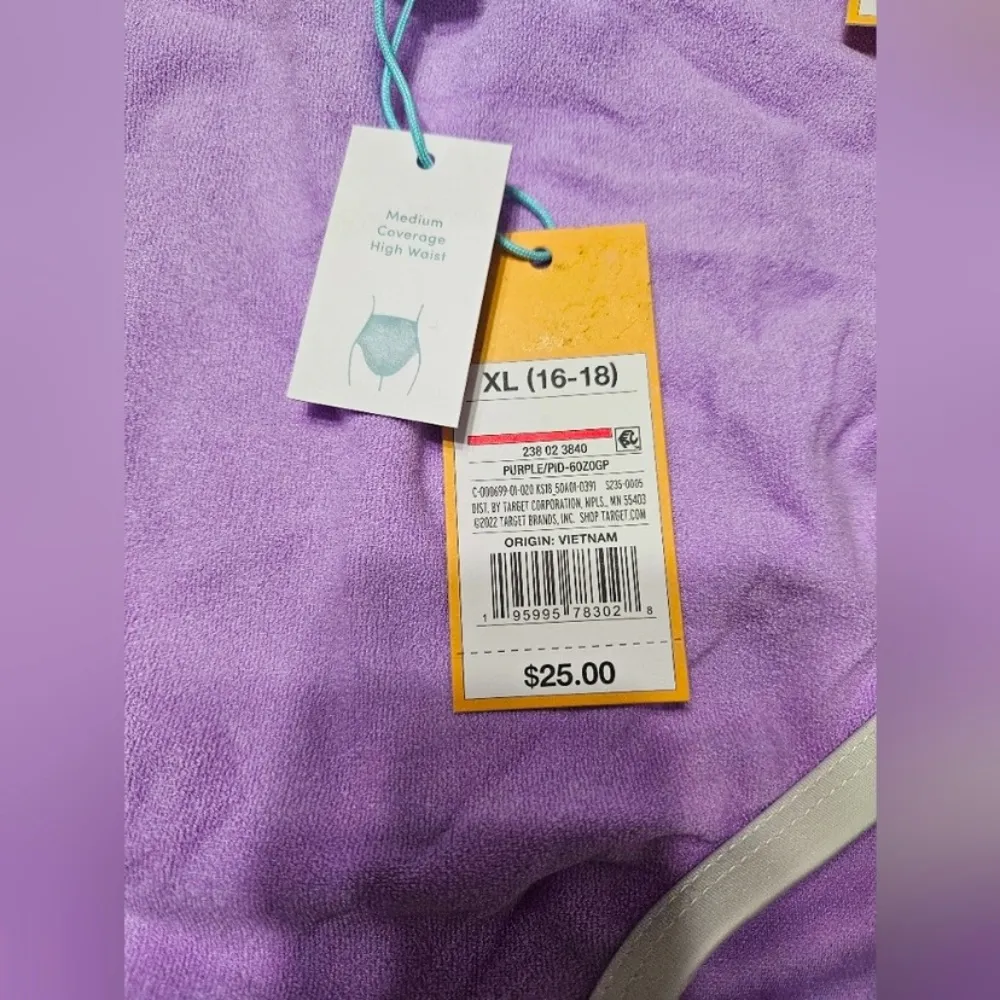 Medium
Coverage
High Waist
XL (16-18)
238 02 3840
PURPLE/PID-60Z0GP
C-000699-01-020 KS18_50A01-0391 S235-0005
DIST. BY TARGET CORPORATION, MPLS., MN 55403
©2022 TARGET BRANDS, INC. SHOP TARGET.COM
ORIGIN: VIETNAM
1 95995 78302 8
$25.00